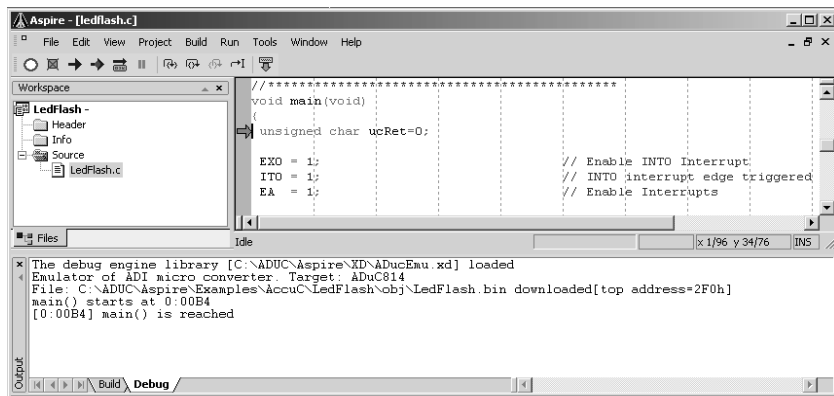 Aspire - [ledflash.c]
File Edit View Project Build Run Tools Window Help
Workspace
LedFlash -
Header
Info
Source
LedFlash.c
Files
//**********************************************
void main(void)
{
unsigned char ucRet=0;
EX0 = 1; // Enable INT0 Interrupt
IT0 = 1; // INT0 interrupt edge triggered
EA = 1; // Enable Interrupts
Idle
x 1/96 y 34/76 INS
The debug engine library [C:\ADUC\Aspire\XD\ADucEmu.xd] loaded
Emulator of ADI micro converter. Target: ADuC814
File: C:\ADUC\Aspire\Examples\AccuC\LedFlash\obj\LedFlash.bin downloaded[top address=2F0h]
main() starts at 0:00B4
[0:00B4] main() is reached
Output
Build Debug